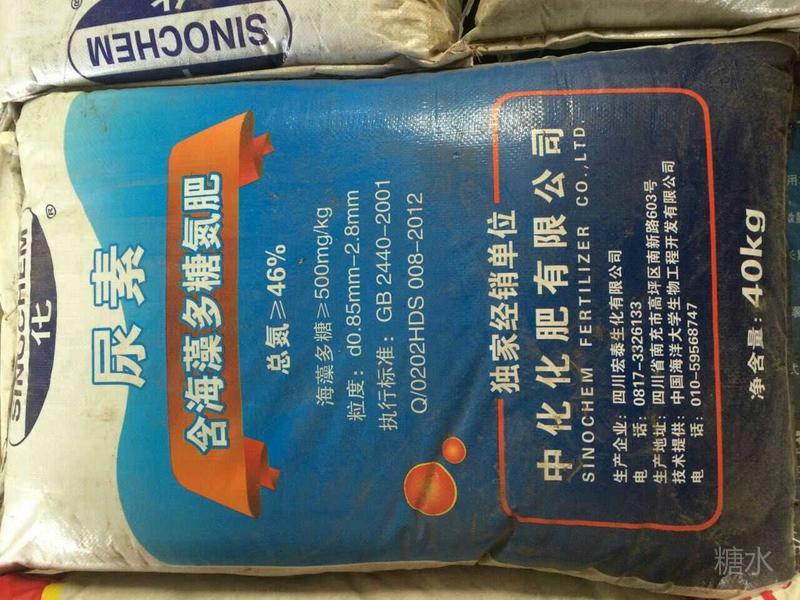 SINOCHEM
SINOCHEM
化
®
尿素
含海藻多糖氮肥
总氮≥46%
海藻多糖≥500mg/kg
粒度：d0.85mm-2.8mm
执行标准：GB 2440-2001
Q/0202HDS 008-2012
独家经销单位
中化化肥有限公司
SINOCHEM FERTILIZER CO.,LTD.
生产企业：四川宏泰生化有限公司
电 话：0817-3326133
生产地址：四川省南充市高坪区南新路603号
技术提供：中国海洋大学生物工程开发有限公司
电 话：010-59568747
净含量：40kg
糖水